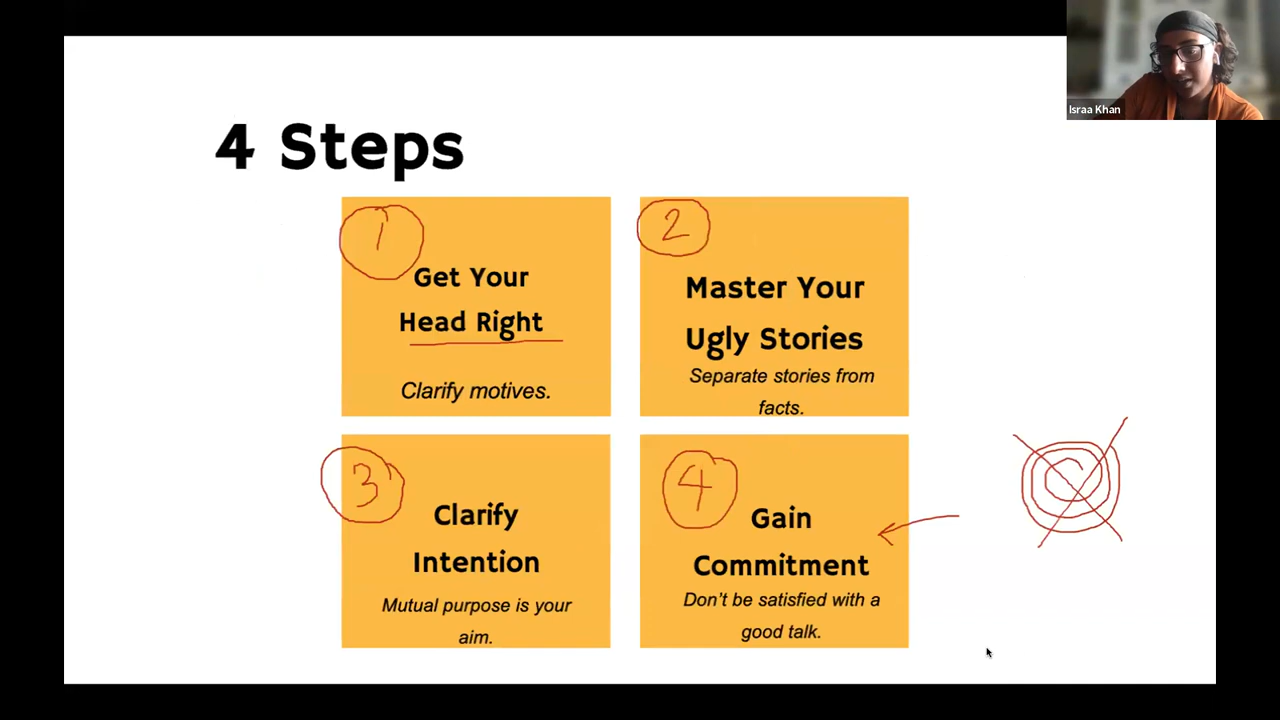 Israa Khan
4 Steps
1
Get Your
Head Right
Clarify motives.
2
Master Your
Ugly Stories
Separate stories from
facts.
3
Clarify
Intention
Mutual purpose is your
aim.
4
Gain
Commitment
Don't be satisfied with a
good talk.